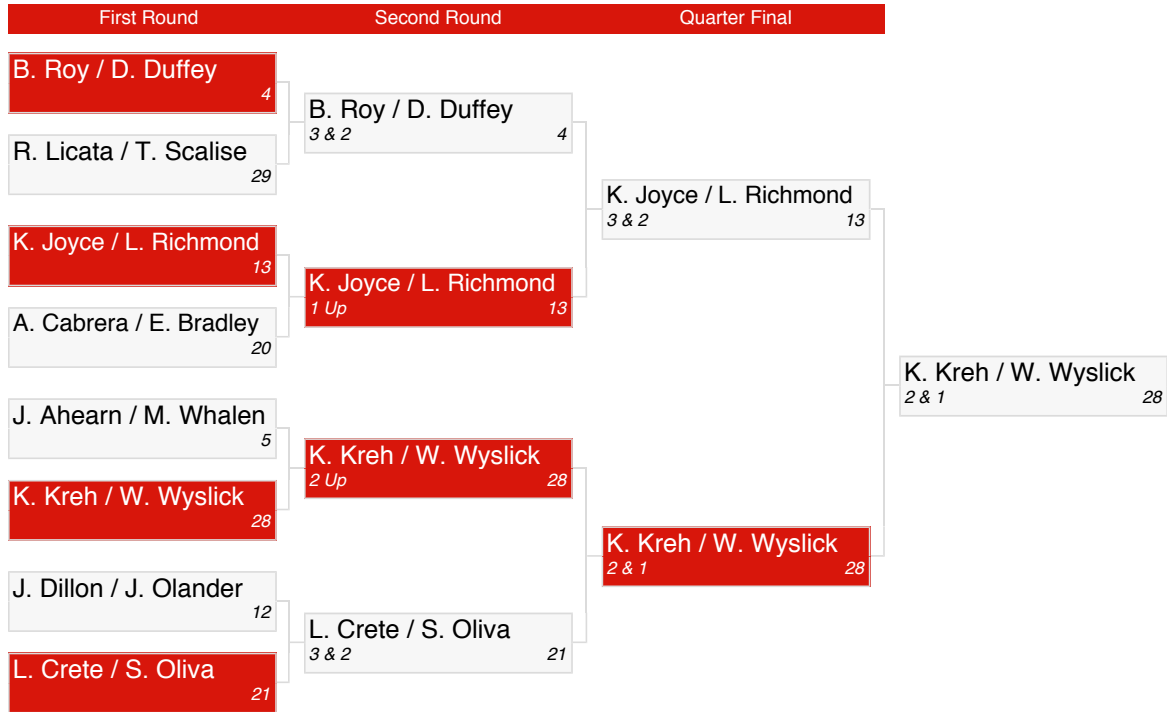 First Round
Second Round
Quarter Final
B. Roy / D. Duffey
4
R. Licata / T. Scalise
29
K. Joyce / L. Richmond
13
A. Cabrera / E. Bradley
20
J. Ahearn / M. Whalen
5
K. Kreh / W. Wyslick
28
J. Dillon / J. Olander
12
L. Crete / S. Oliva
21
B. Roy / D. Duffey
3 & 2 4
K. Joyce / L. Richmond
1 Up 13
K. Kreh / W. Wyslick
2 Up 28
L. Crete / S. Oliva
3 & 2 21
K. Joyce / L. Richmond
3 & 2 13
K. Kreh / W. Wyslick
2 & 1 28
K. Kreh / W. Wyslick
2 & 1 28